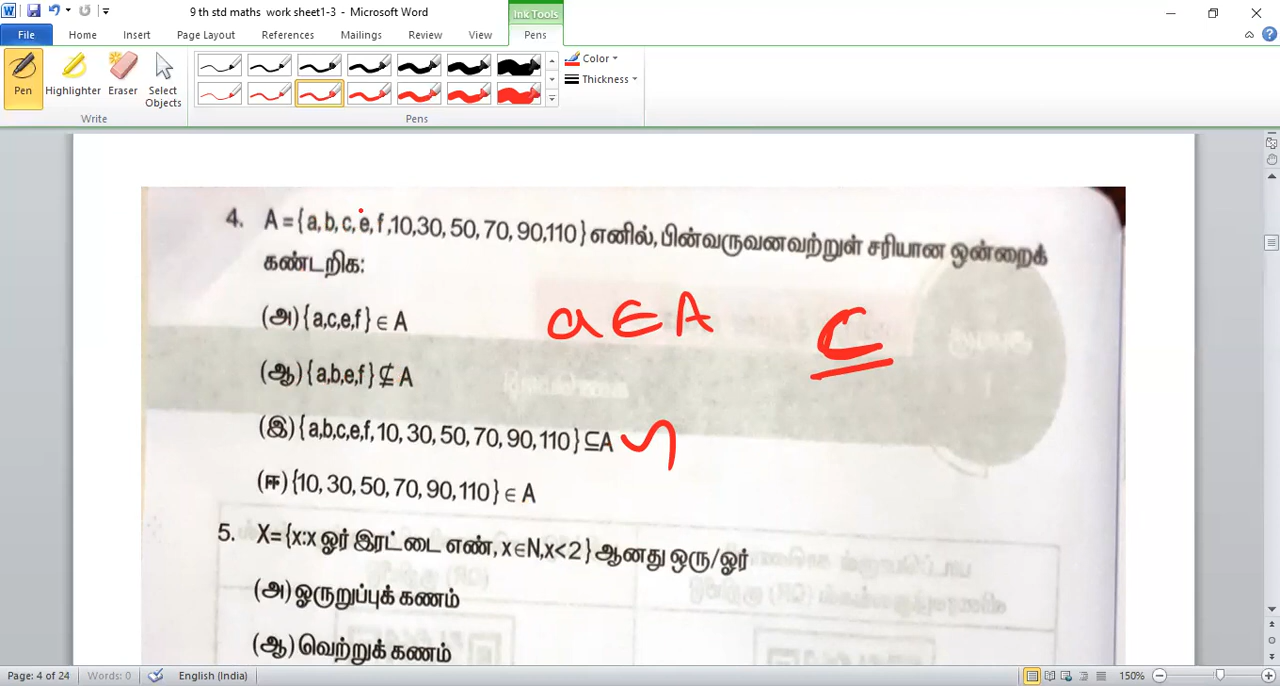 9 th std maths work sheet1-3 - Microsoft Word
Ink Tools
File Home Insert Page Layout References Mailings Review View Pens
Pen Highlighter Eraser Select Objects
Color
Thickness
Write Pens
4. A={a,b,c,e,f,10,30,50,70,90,110} எனில், பின்வருவனவற்றுள் சரியான ஒன்றைக்
கண்டறிக:
(அ) {a,c,e,f} ∈ A
a∈A ⊆
(ஆ) {a,b,e,f} ⊈ A
(இ) {a,b,c,e,f,10,30,50,70,90,110} ⊆A
(ஈ) {10,30,50,70,90,110} ∈ A
5. X={x:x ஓர் இரட்டை எண், x∈N,x<2} ஆனது ஒரு/ஓர்
(அ) ஓருறுப்புக் கணம்
(ஆ) வெற்றுக் கணம்
Page: 4 of 24 Words: 0 English (India) 150%